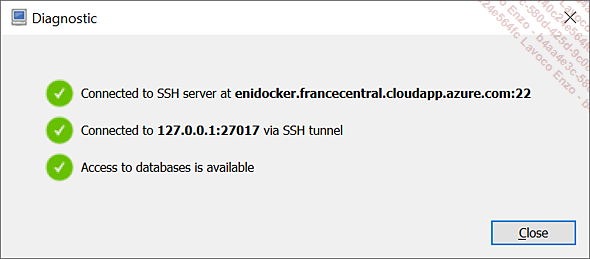 Diagnostic
Connected to SSH server at enidocker.francecentral.cloudapp.azure.com:22
Connected to 127.0.0.1:27017 via SSH tunnel
Access to databases is available
Close